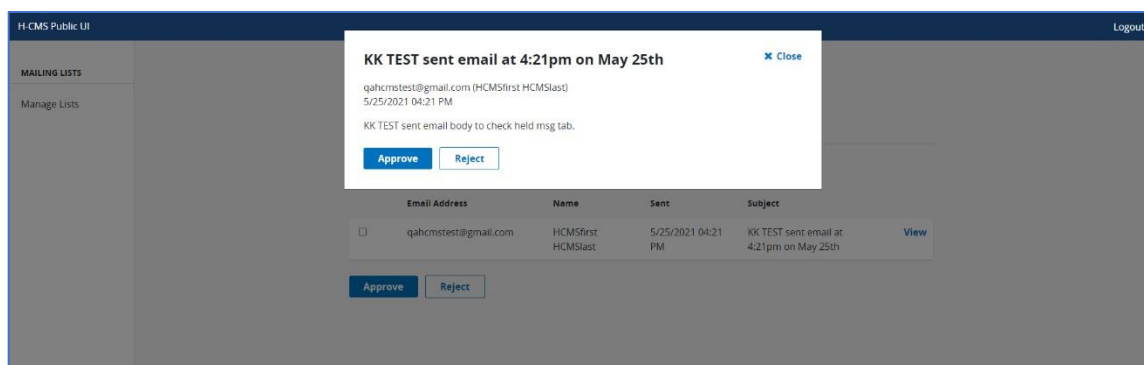 H-CMS Public UI
Logout
MAILING LISTS
Manage Lists
KK TEST sent email at 4:21pm on May 25th
✖ Close
qahcmstest@gmail.com (HCMSfirst HCMSlast)
5/25/2021 04:21 PM
KK TEST sent email body to check held msg tab.
Approve Reject
Email Address Name Sent Subject
qahcmstest@gmail.com HCMSfirst 5/25/2021 04:21 KK TEST sent email at View
HCMSlast PM 4:21pm on May 25th
Approve Reject